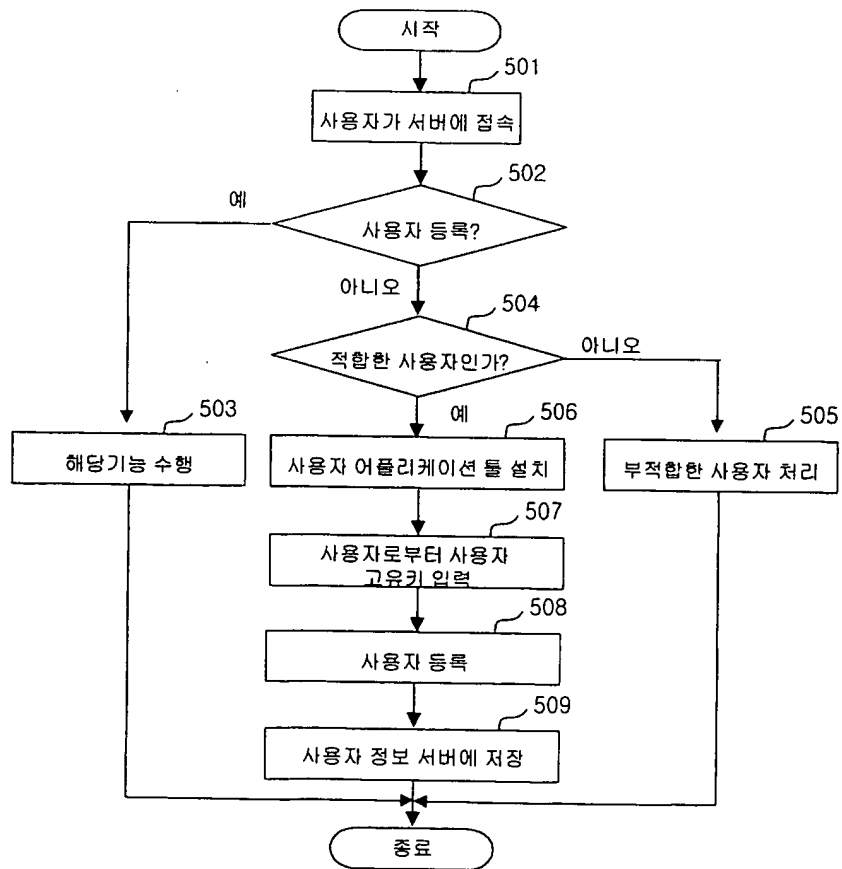 시작
501
사용자가 서버에 접속
502
예
사용자 등록?
아니오
504
적합한 사용자인가?
아니오
예
503
506
505
해당기능 수행
사용자 어플리케이션 툴 설치
부적합한 사용자 처리
507
사용자로부터 사용자
고유키 입력
508
사용자 등록
509
사용자 정보 서버에 저장
종료